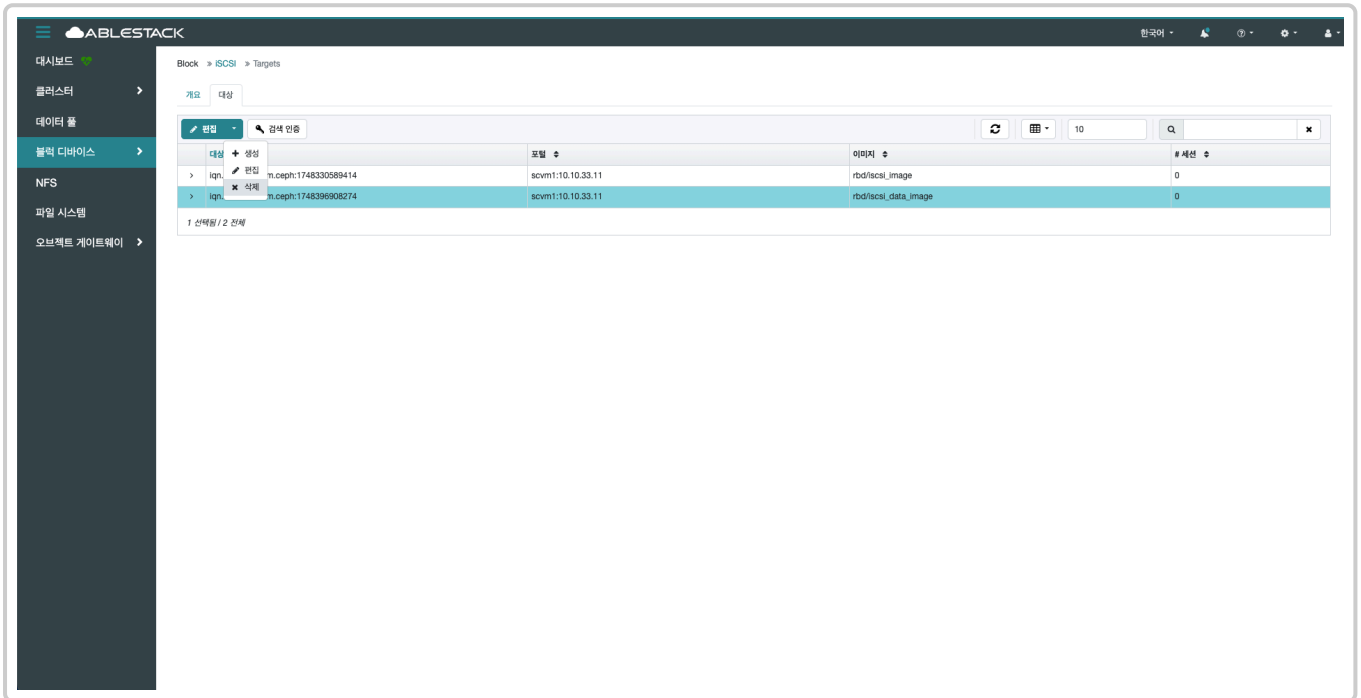 ABLESTACK 한국어
대시보드
클러스터
데이터 풀
블럭 디바이스
NFS
파일 시스템
오브젝트 게이트웨이
Block » iSCSI » Targets
개요 대상
편집 검색 인증 10
생성
편집
삭제
대상 포털 이미지 # 세션
iqn. m.ceph:1748330589414 scvm1:10.10.33.11 rbd/iscsi_image 0
iqn. m.ceph:1748396908274 scvm1:10.10.33.11 rbd/iscsi_data_image 0
1 선택됨 / 2 전체